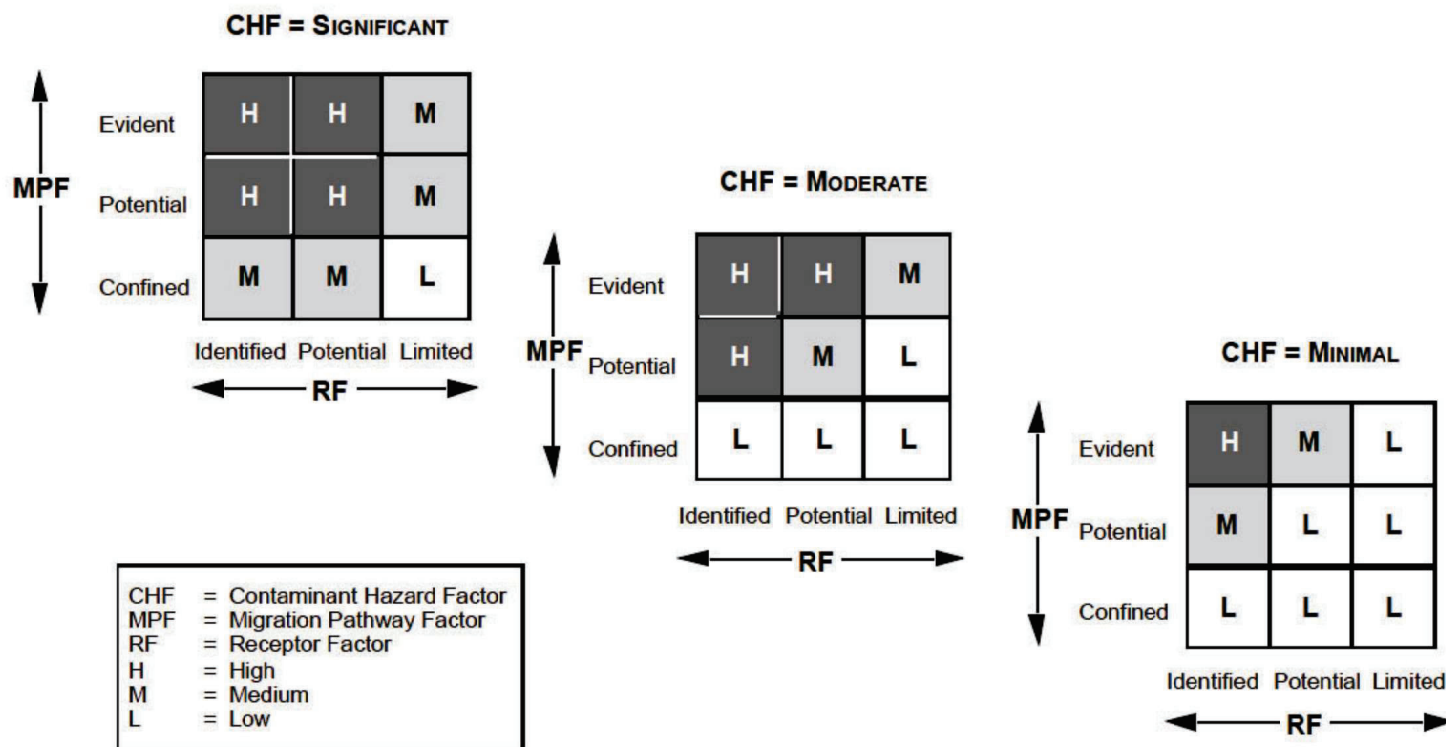 CHF = SIGNIFICANT
Evident H H M
MPF
Potential H H M
Confined M M L
Identified Potential Limited
RF
CHF = MODERATE
Evident H H M
MPF
Potential H M L
Confined L L L
Identified Potential Limited
RF
CHF = MINIMAL
Evident H M L
MPF
Potential M L L
Confined L L L
Identified Potential Limited
RF
CHF = Contaminant Hazard Factor
MPF = Migration Pathway Factor
RF = Receptor Factor
H = High
M = Medium
L = Low